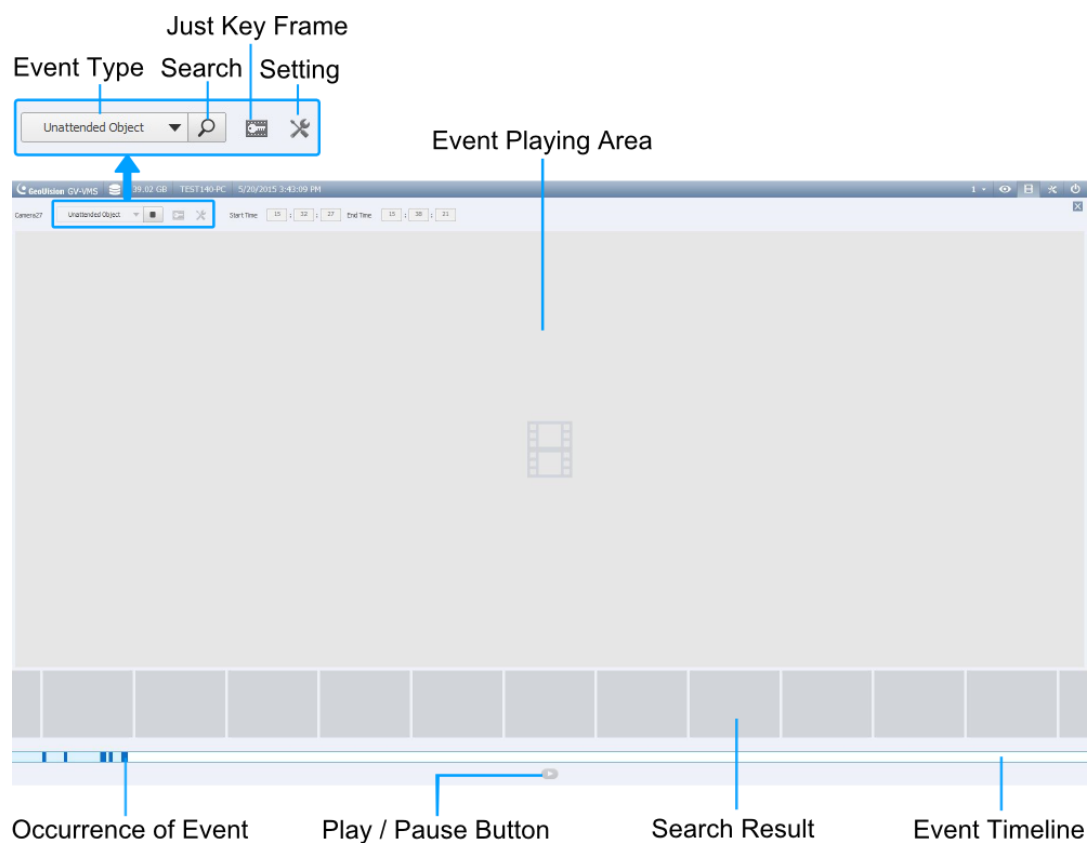 Just Key Frame
Event Type Search Setting
Unattended Object
Event Playing Area
GeoVision GV-VMS 39.02 GB TEST140-PC 5/20/2015 3:43:09 PM 1
Camera27 Unattended Object Start Time 15 : 22 : 27 End Time 15 : 38 : 21
Occurrence of Event Play / Pause Button Search Result Event Timeline